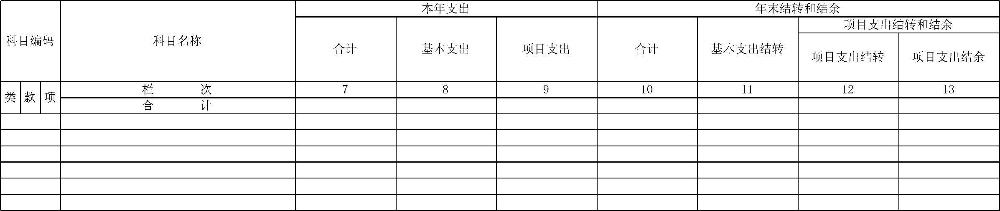 本年支出 年末结转和结余
项目支出结转和结余
科目编码 科目名称 合计 基本支出 项目支出 合计 基本支出结转 项目支出结转 项目支出结余
类 款 项 栏 次 7 8 9 10 11 12 13
合 计